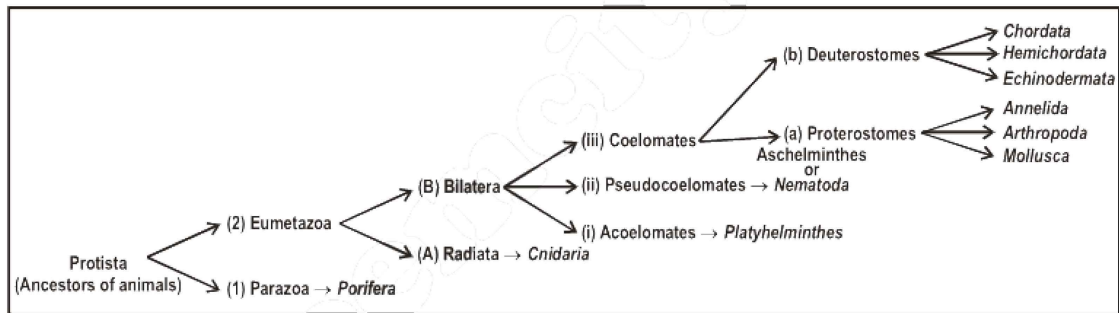 Chordata
(b) Deuterostomes
Hemichordata
Echinodermata
Annelida
(iii) Coelomates
(a) Proterostomes
Arthropoda
Aschelminthes
or
Mollusca
(B) Bilatera
(ii) Pseudocoelomates → Nematoda
(2) Eumetazoa
(i) Acoelomates → Platyhelminthes
(A) Radiata → Cnidaria
Protista
(Ancestors of animals)
(1) Parazoa → Porifera